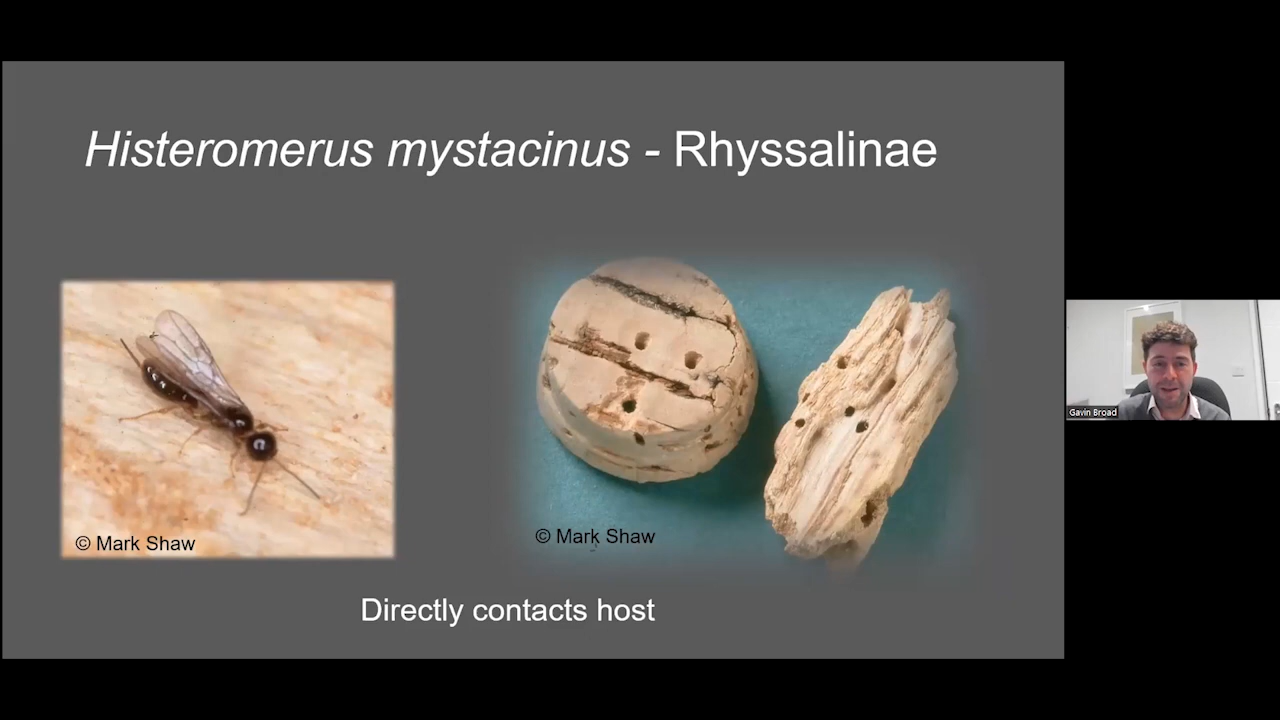 Histeromerus mystacinus - Rhyssalinae
© Mark Shaw
© Mark Shaw
Directly contacts host
Gavin Broad